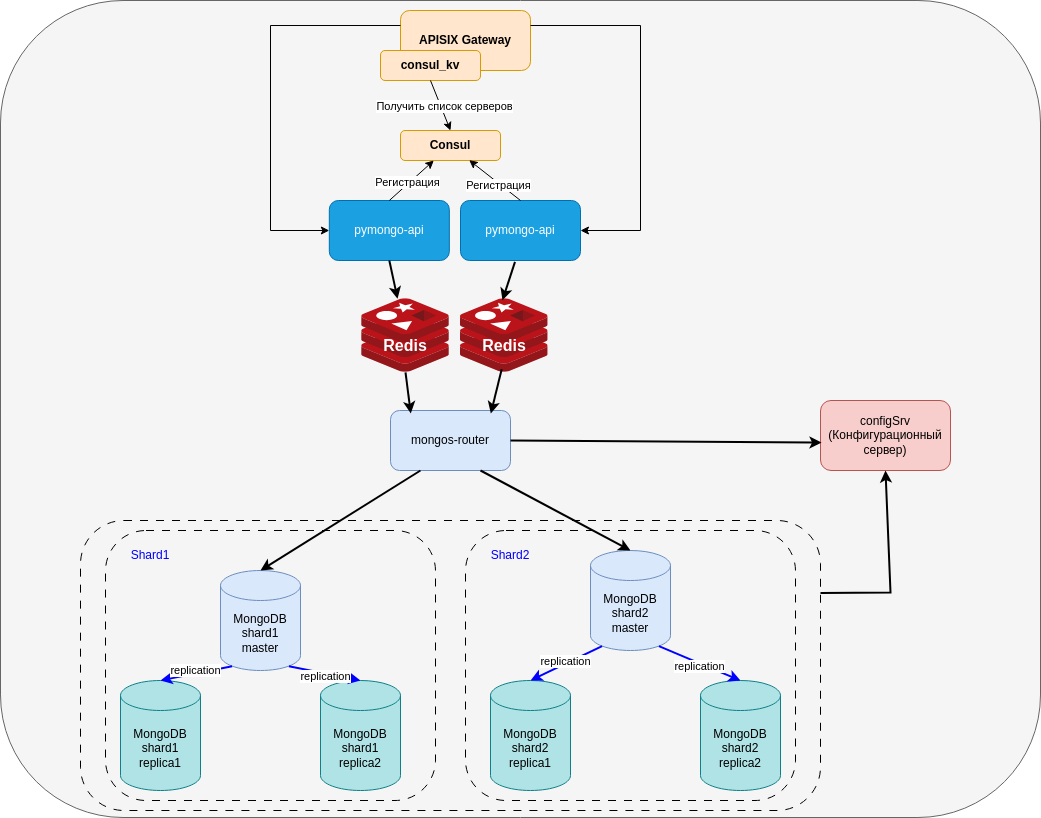 APISIX Gateway
consul_kv
Получить список серверов
Consul
Регистрация
Регистрация
pymongo-api
pymongo-api
Redis
Redis
mongos-router
configSrv
(Конфигурационный
сервер)
Shard1
Shard2
MongoDB
shard1
master
MongoDB
shard2
master
replication
replication
replication
replication
MongoDB
shard1
replica1
MongoDB
shard1
replica2
MongoDB
shard2
replica1
MongoDB
shard2
replica2